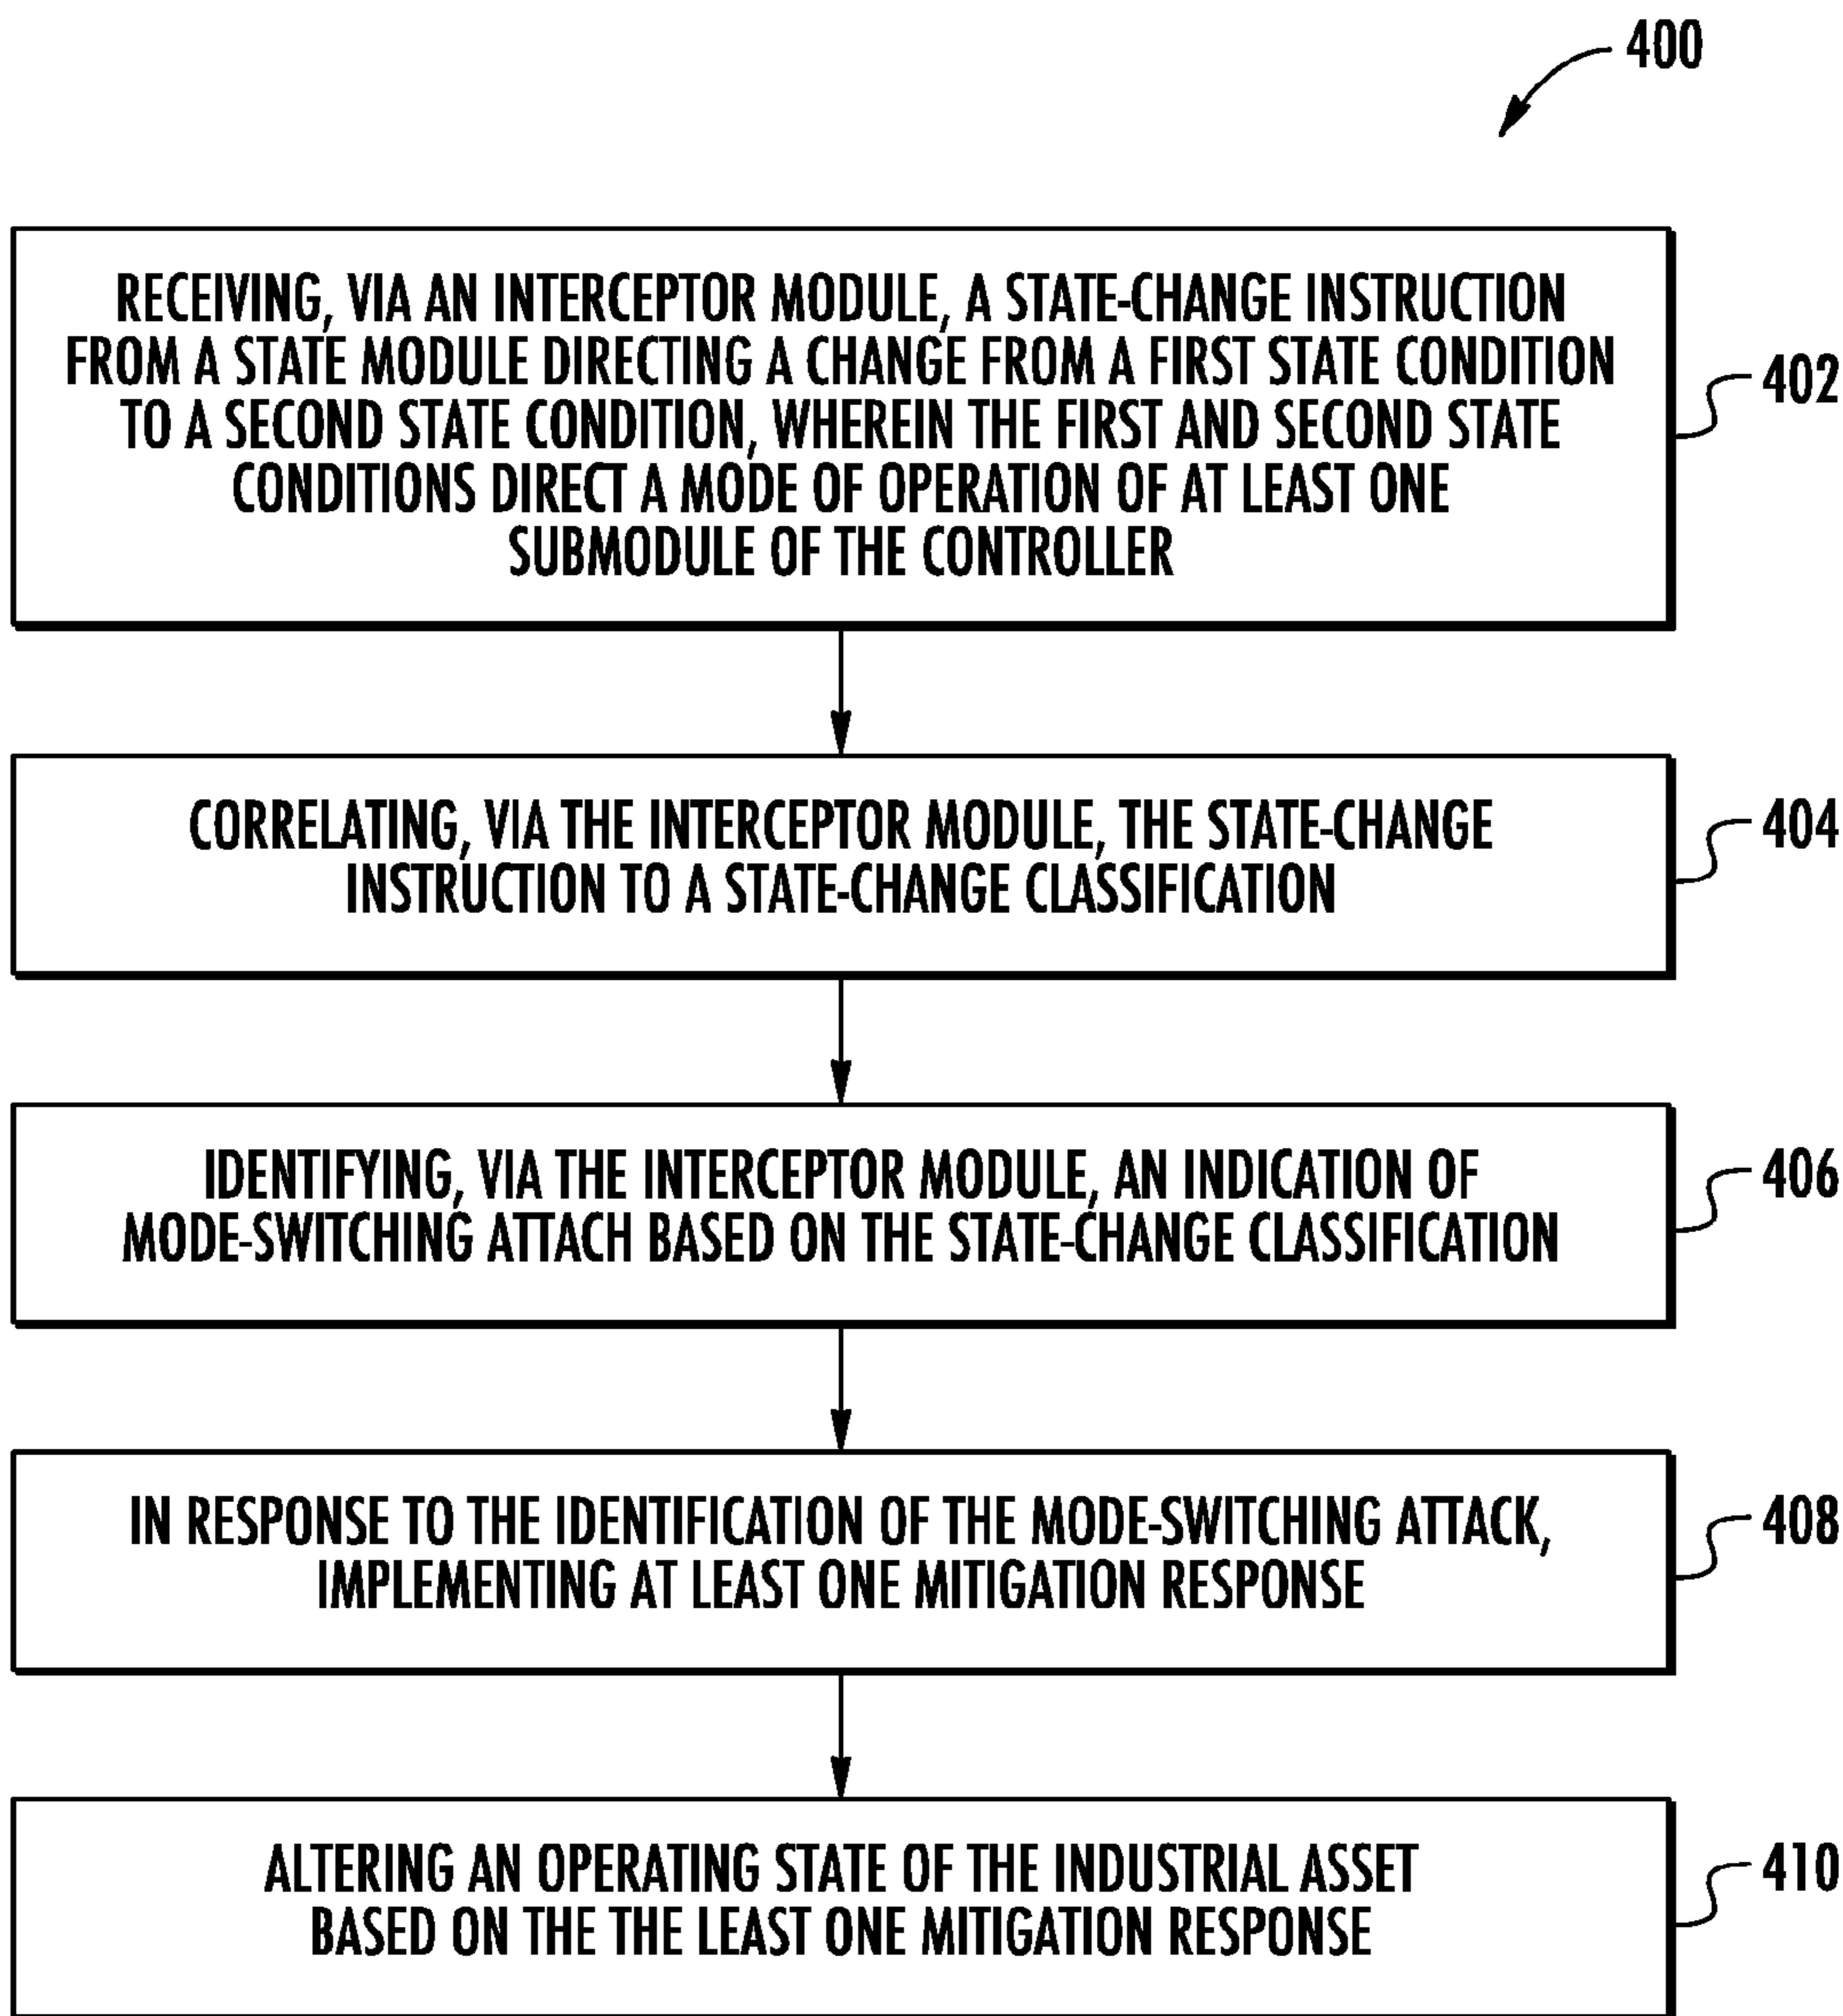 400
RECEIVING, VIA AN INTERCEPTOR MODULE, A STATE-CHANGE INSTRUCTION
FROM A STATE MODULE DIRECTING A CHANGE FROM A FIRST STATE CONDITION
TO A SECOND STATE CONDITION, WHEREIN THE FIRST AND SECOND STATE
CONDITIONS DIRECT A MODE OF OPERATION OF AT LEAST ONE
SUBMODULE OF THE CONTROLLER
402
CORRELATING, VIA THE INTERCEPTOR MODULE, THE STATE-CHANGE
INSTRUCTION TO A STATE-CHANGE CLASSIFICATION
404
IDENTIFYING, VIA THE INTERCEPTOR MODULE, AN INDICATION OF
MODE-SWITCHING ATTACH BASED ON THE STATE-CHANGE CLASSIFICATION
406
IN RESPONSE TO THE IDENTIFICATION OF THE MODE-SWITCHING ATTACK,
IMPLEMENTING AT LEAST ONE MITIGATION RESPONSE
408
ALTERING AN OPERATING STATE OF THE INDUSTRIAL ASSET
BASED ON THE THE LEAST ONE MITIGATION RESPONSE
410